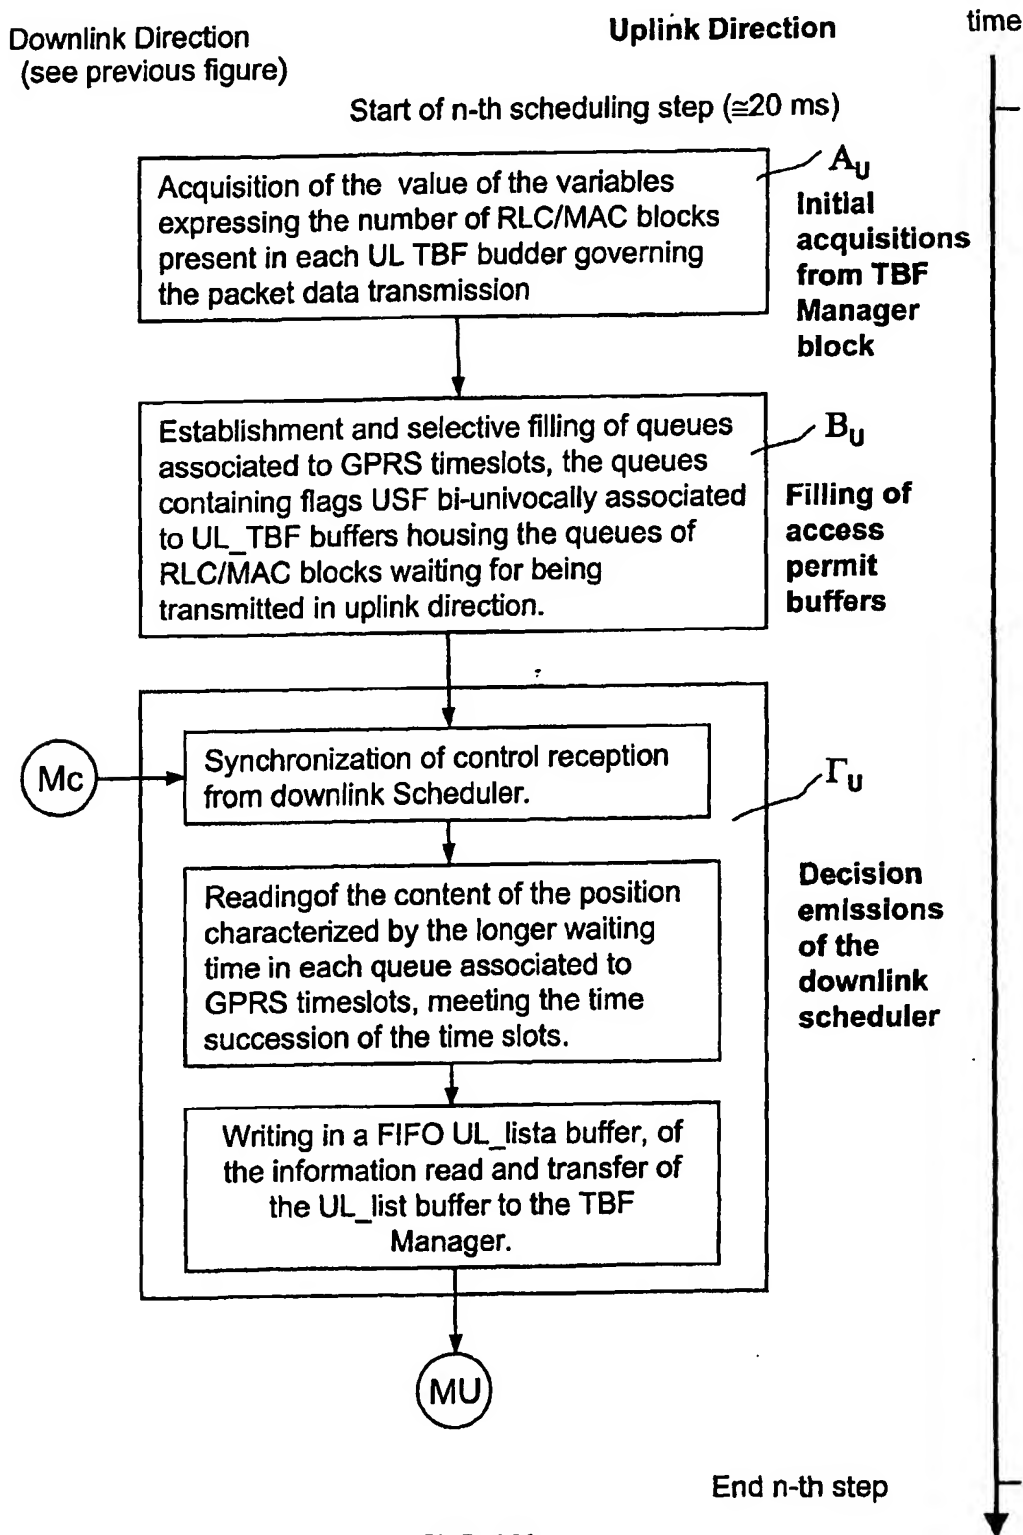 Downlink Direction
(see previous figure)
Uplink Direction
time
Start of n-th scheduling step (≅20 ms)
Acquisition of the value of the variables
expressing the number of RLC/MAC blocks
present in each UL TBF budder governing
the packet data transmission
A_U
Initial
acquisitions
from TBF
Manager
block
Establishment and selective filling of queues
associated to GPRS timeslots, the queues
containing flags USF bi-univocally associated
to UL_TBF buffers housing the queues of
RLC/MAC blocks waiting for being
transmitted in uplink direction.
B_U
Filling of
access
permit
buffers
Mc
Synchronization of control reception
from downlink Scheduler.
Γ_U
Readingof the content of the position
characterized by the longer waiting
time in each queue associated to
GPRS timeslots, meeting the time
succession of the time slots.
Decision
emissions
of the
downlink
scheduler
Writing in a FIFO UL_lista buffer, of
the information read and transfer of
the UL_list buffer to the TBF
Manager.
MU
End n-th step